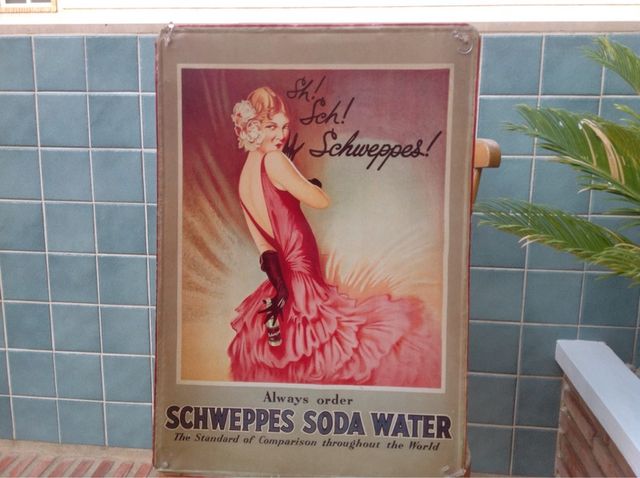 Sh!
Sch!
Schweppes!
Always order
SCHWEPPES SODA WATER
The Standard of Comparison throughout the World